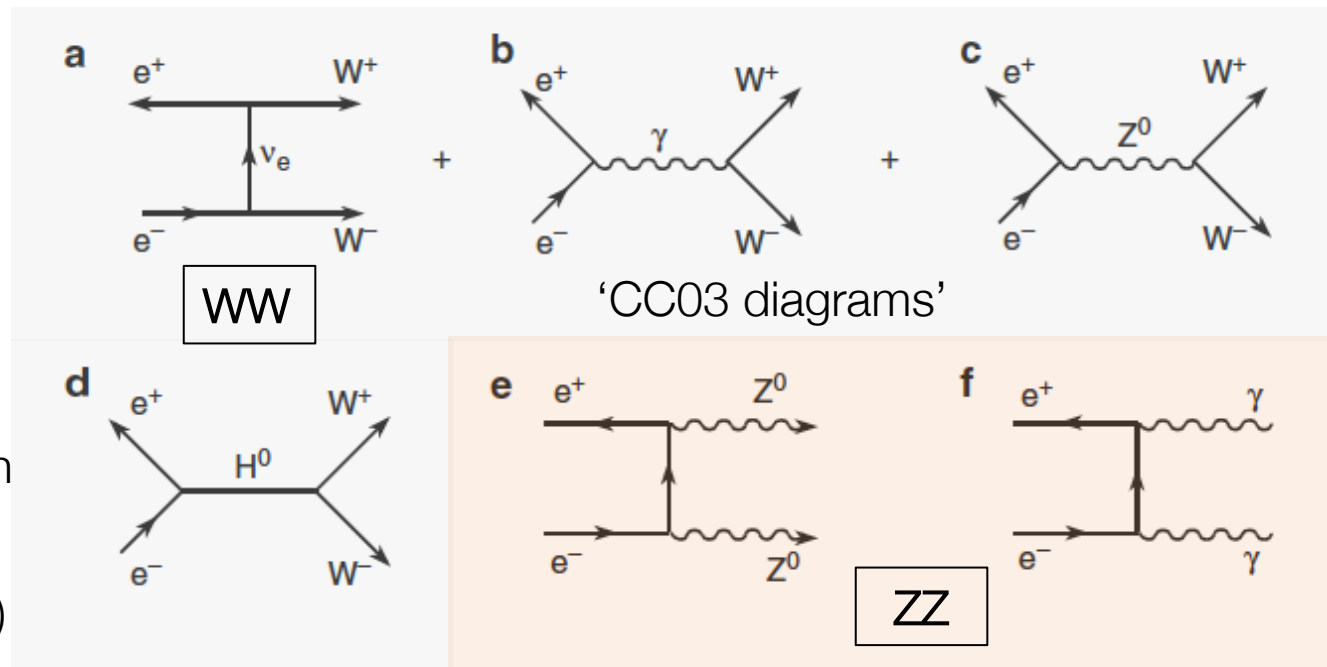 a e⁺ W⁺ νₑ e⁻ W⁻
+
b e⁺ W⁺ γ e⁻ W⁻
+
c e⁺ W⁺ Z⁰ e⁻ W⁻
WW
‘CC03 diagrams’
d e⁺ W⁺ H⁰ e⁻ W⁻
n
)
e e⁺ Z⁰ e⁻ Z⁰
f e⁺ γ e⁻ γ
ZZ